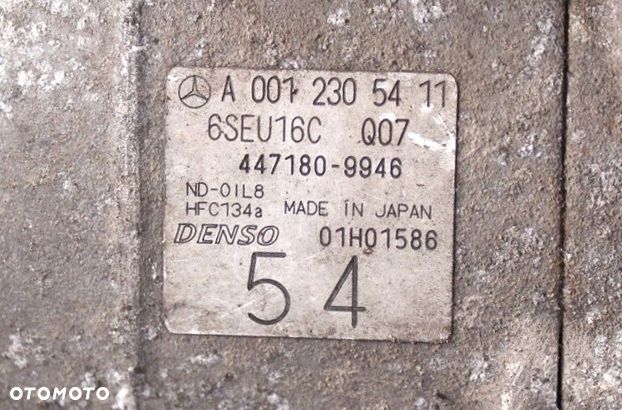 A 001 230 54 11
6SEU16C Q07
447180-9946
ND-OIL8
HFC134a MADE IN JAPAN
DENSO 01H01586
54
OTOMOTO